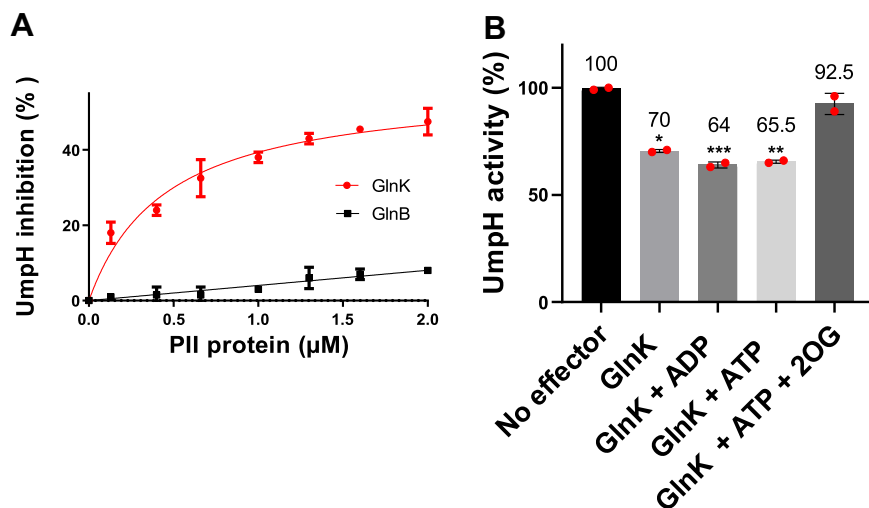 A
UmpH inhibition (% )
40
20
0
0.0
0.5
1.0
1.5
2.0
PII protein (µM)
GlnK
GlnB
B
UmpH activity (%)
100
50
0
100
70
*
64
***
65.5
**
92.5
No effector
GlnK
GlnK + ADP
GlnK + ATP
GlnK + ATP + 2OG